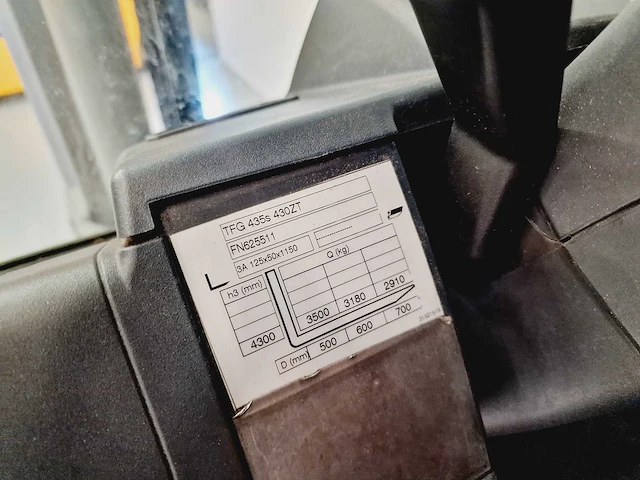 TFG 435s 430ZT
FN625511
3A 125x50x1150
--------
h3 (mm)
Q (kg)
4300
3500 3180 2910
D (mm) 500 600 700